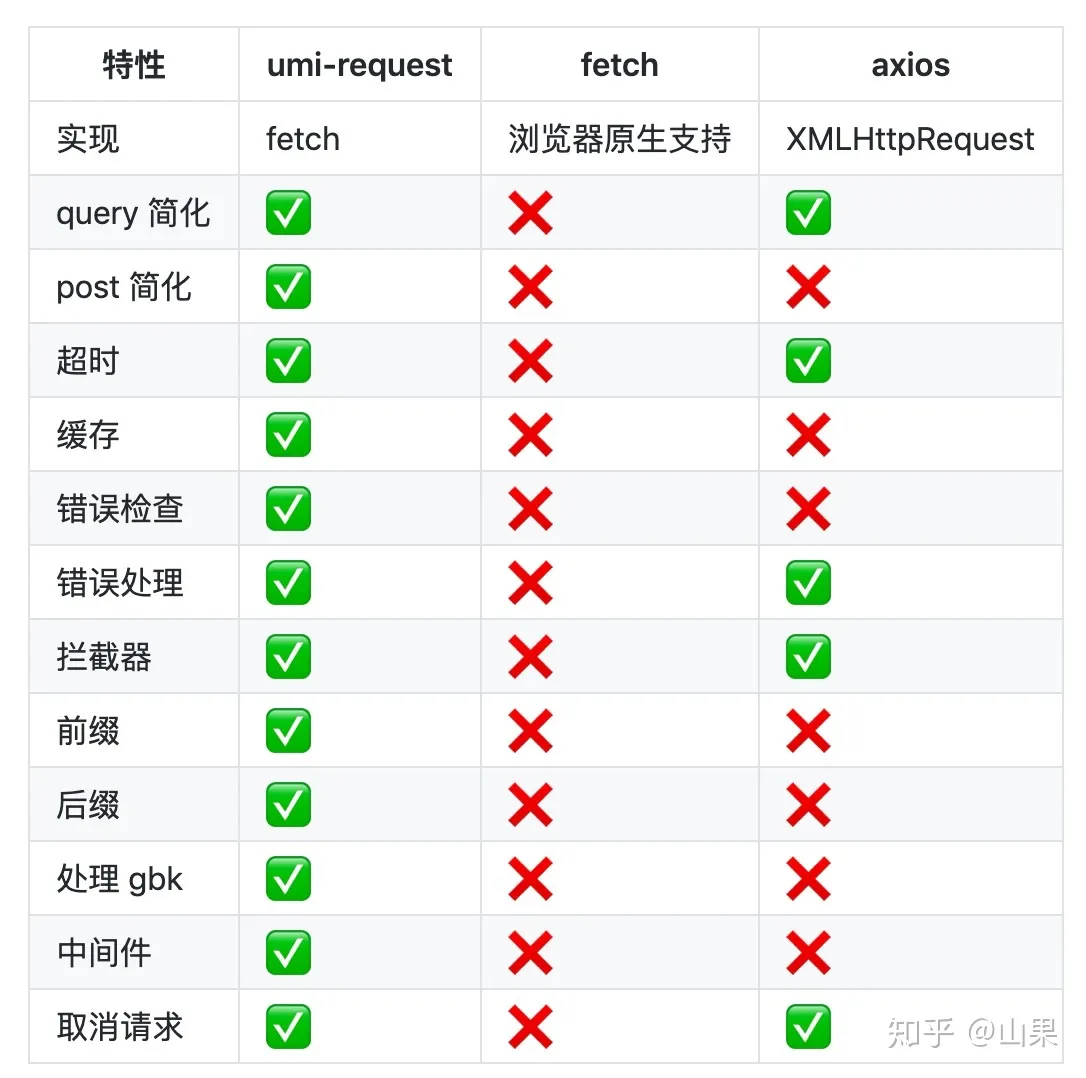 特性 umi-request fetch axios
实现 fetch 浏览器原生支持 XMLHttpRequest
query 简化 ✅ ❌ ✅
post 简化 ✅ ❌ ❌
超时 ✅ ❌ ✅
缓存 ✅ ❌ ❌
错误检查 ✅ ❌ ❌
错误处理 ✅ ❌ ✅
拦截器 ✅ ❌ ✅
前缀 ✅ ❌ ❌
后缀 ✅ ❌ ❌
处理 gbk ✅ ❌ ❌
中间件 ✅ ❌ ❌
取消请求 ✅ ❌ ✅
知乎 @山果